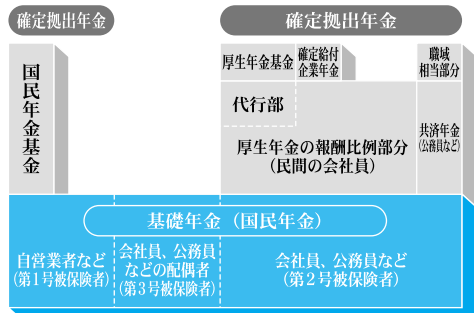 確定拠出年金
確定拠出年金
国民年金基金
厚生年金基金
確定給付
企業年金
職域
相当部分
代行部
厚生年金の報酬比例部分
（民間の会社員）
共済年金
（公務員など）
基礎年金（国民年金）
自営業者など
（第1号被保険者）
会社員、公務員
などの配偶者
（第3号被保険者）
会社員、公務員など
（第2号被保険者）